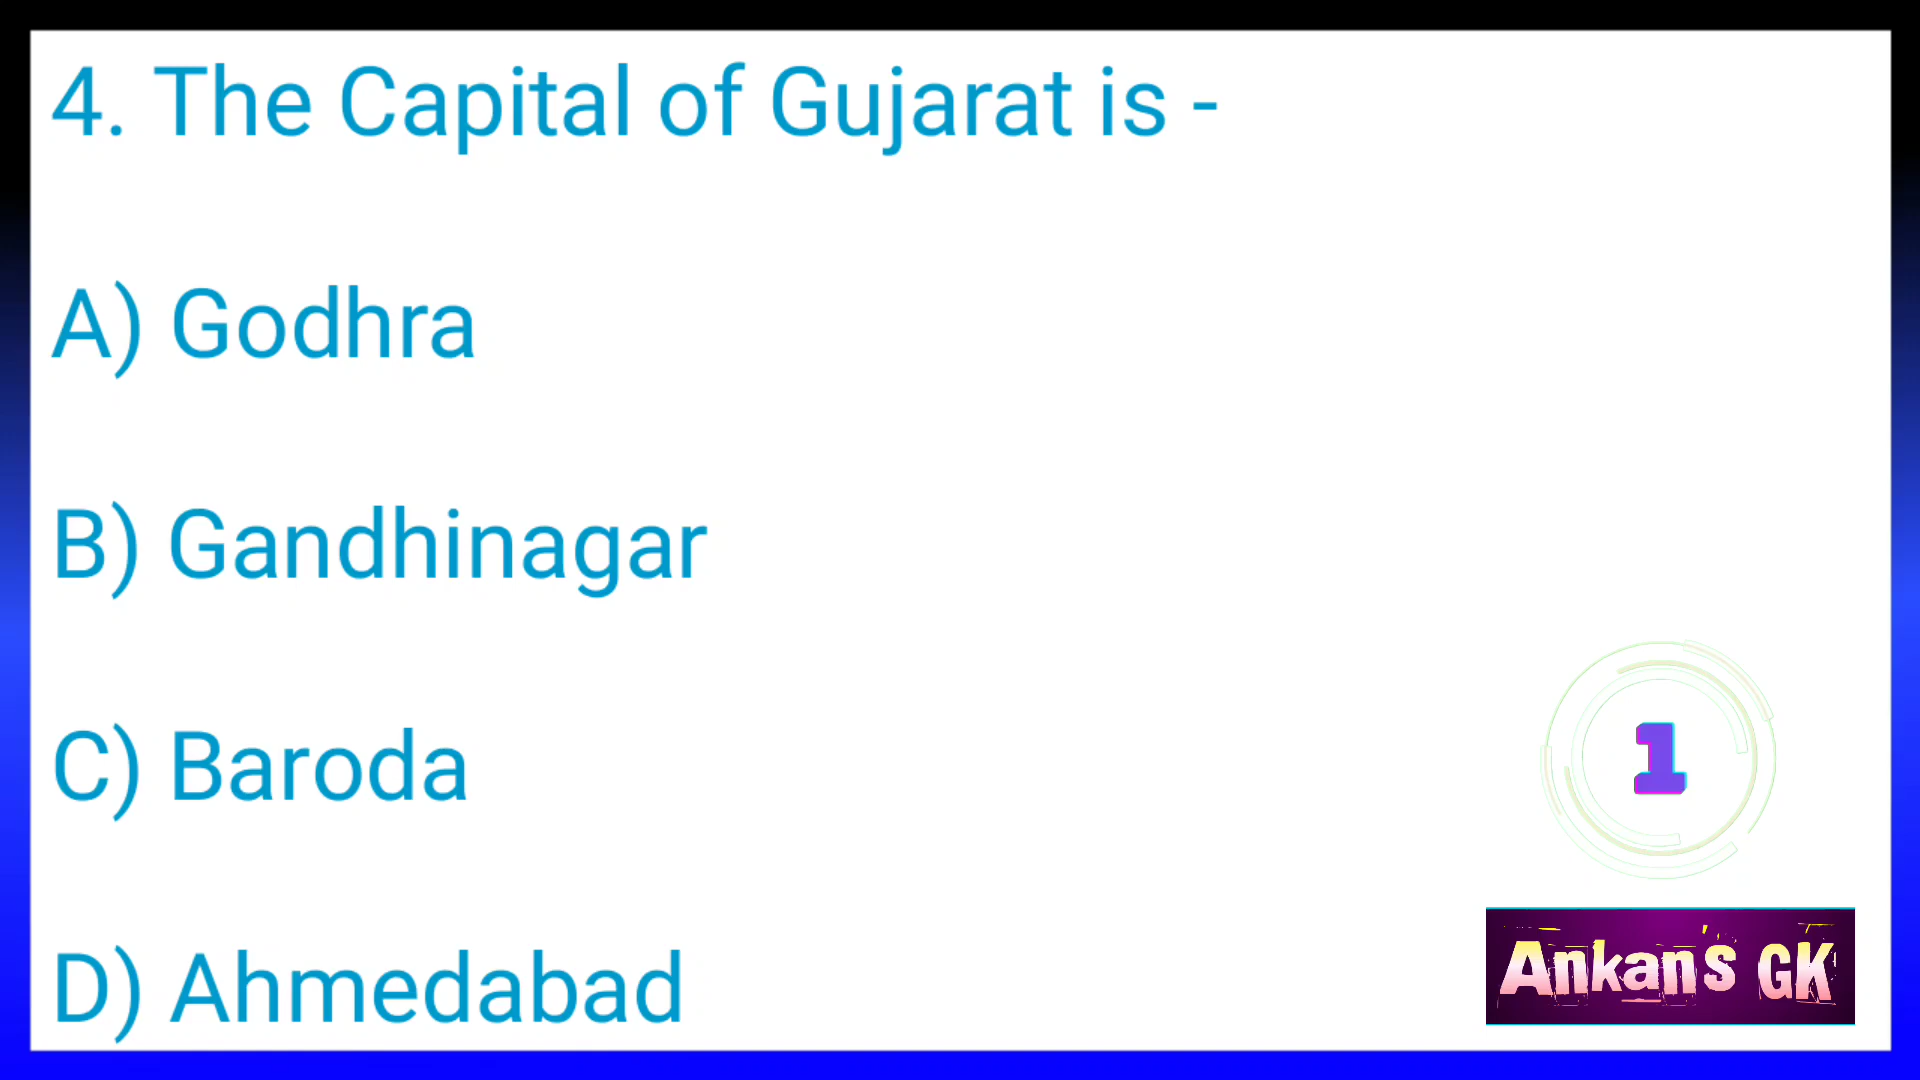 4. The Capital of Gujarat is -
A) Godhra
B) Gandhinagar
C) Baroda
1
D) Ahmedabad
Ankan's GK